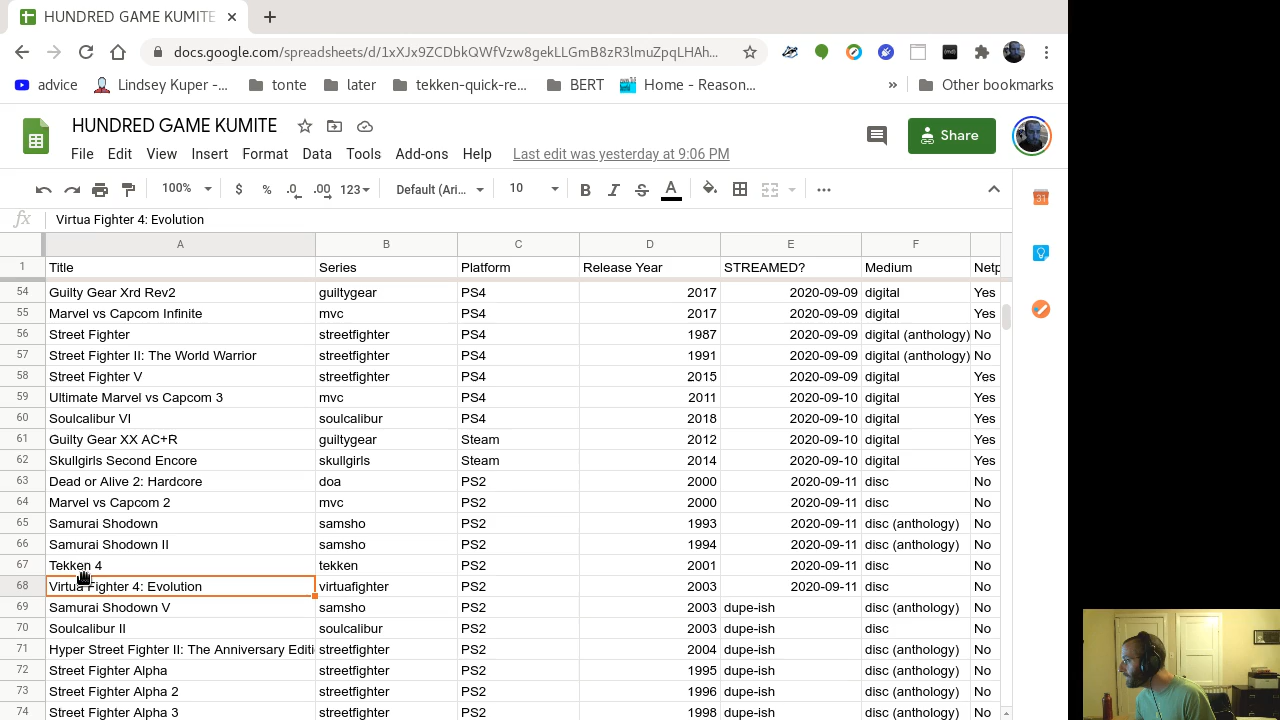 HUNDRED GAME KUMITE
docs.google.com/spreadsheets/d/1xXJx9ZCDbkQWfVzw8gekLLGmB8zR3lmuZpqLHAh...
advice Lindsey Kuper -... tonte later tekken-quick-re... BERT Home - Reason... » Other bookmarks
HUNDRED GAME KUMITE
Share
File Edit View Insert Format Data Tools Add-ons Help Last edit was yesterday at 9:06 PM
100% $ % .0 .00 123 Default (Ari... 10 B I S A
31
fx Virtua Fighter 4: Evolution
A B C D E F
1 Title Series Platform Release Year STREAMED? Medium Netp
54 Guilty Gear Xrd Rev2 guiltygear PS4 2017 2020-09-09 digital Yes
55 Marvel vs Capcom Infinite mvc PS4 2017 2020-09-09 digital Yes
56 Street Fighter streetfighter PS4 1987 2020-09-09 digital (anthology) No
57 Street Fighter II: The World Warrior streetfighter PS4 1991 2020-09-09 digital (anthology) No
58 Street Fighter V streetfighter PS4 2015 2020-09-09 digital Yes
59 Ultimate Marvel vs Capcom 3 mvc PS4 2011 2020-09-10 digital Yes
60 Soulcalibur VI soulcalibur PS4 2018 2020-09-10 digital Yes
61 Guilty Gear XX AC+R guiltygear Steam 2012 2020-09-10 digital Yes
62 Skullgirls Second Encore skullgirls Steam 2014 2020-09-10 digital Yes
63 Dead or Alive 2: Hardcore doa PS2 2000 2020-09-11 disc No
64 Marvel vs Capcom 2 mvc PS2 2000 2020-09-11 disc No
65 Samurai Shodown samsho PS2 1993 2020-09-11 disc (anthology) No
66 Samurai Shodown II samsho PS2 1994 2020-09-11 disc (anthology) No
67 Tekken 4 tekken PS2 2001 2020-09-11 disc No
68 Virtua Fighter 4: Evolution virtuafighter PS2 2003 2020-09-11 disc No
69 Samurai Shodown V samsho PS2 2003 dupe-ish disc (anthology) No
70 Soulcalibur II soulcalibur PS2 2003 dupe-ish disc No
71 Hyper Street Fighter II: The Anniversary Editi streetfighter PS2 2004 dupe-ish disc (anthology) No
72 Street Fighter Alpha streetfighter PS2 1995 dupe-ish disc (anthology) No
73 Street Fighter Alpha 2 streetfighter PS2 1996 dupe-ish disc (anthology) No
74 Street Fighter Alpha 3 streetfighter PS2 1998 dupe-ish disc (anthology) No